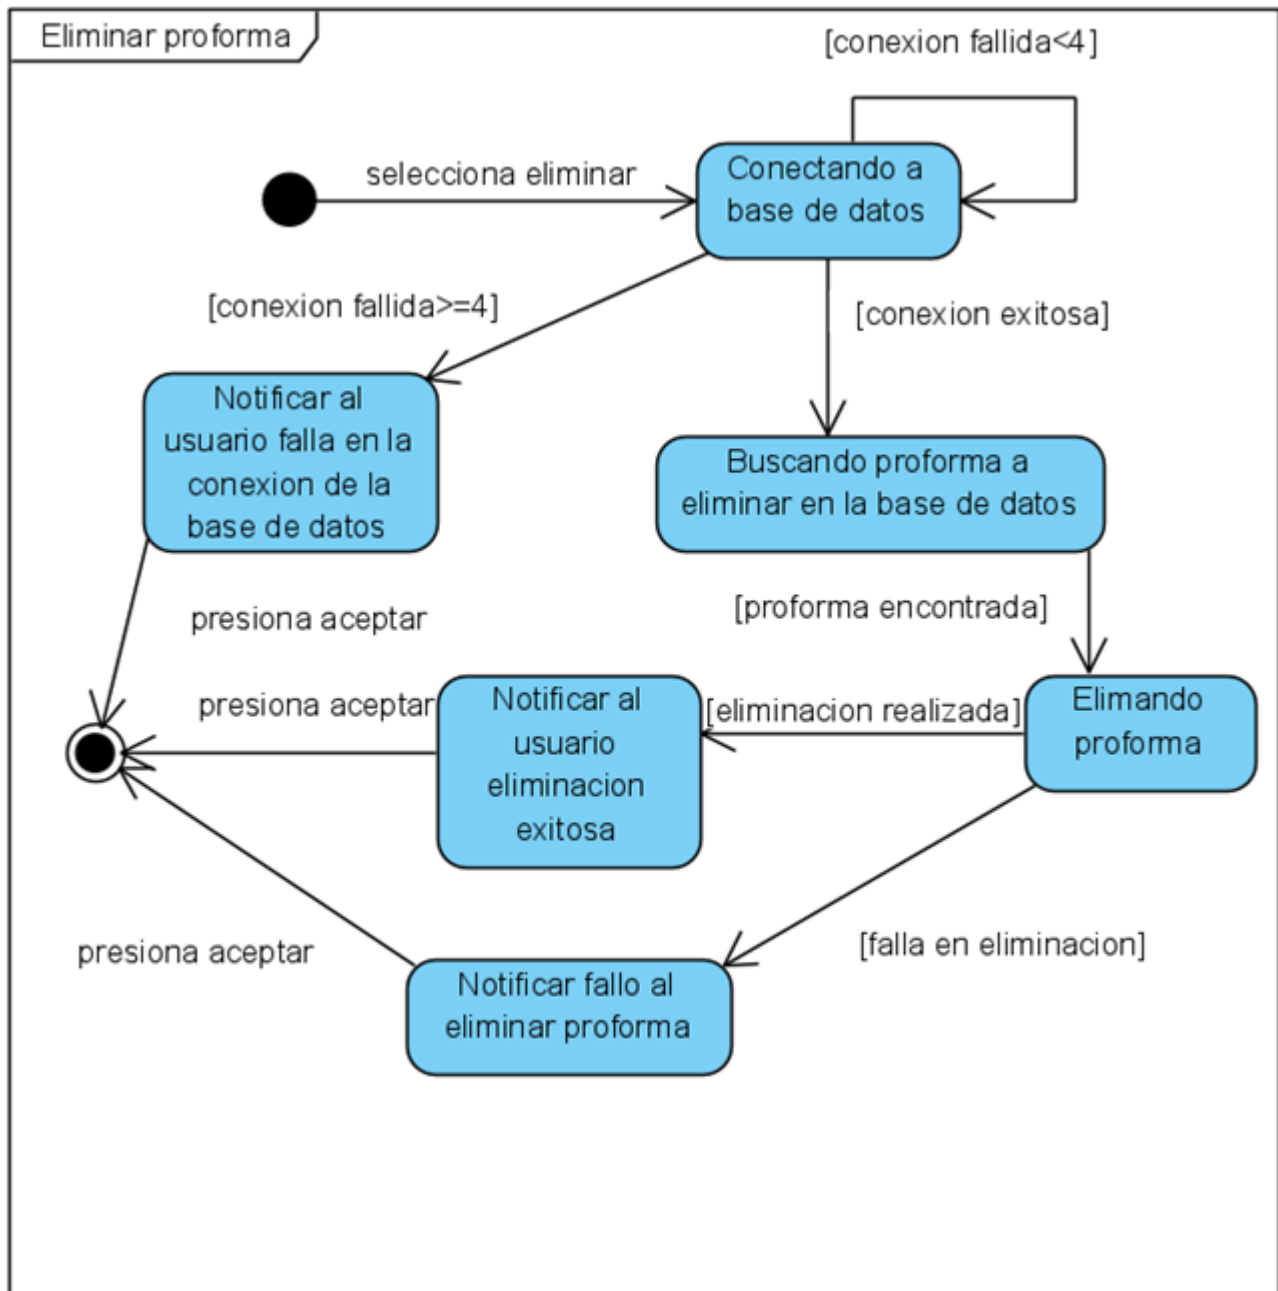 Eliminar proforma
[conexion fallida<4]
selecciona eliminar
Conectando a
base de datos
[conexion fallida>=4]
[conexion exitosa]
Notificar al
usuario falla en la
conexion de la
base de datos
Buscando proforma a
eliminar en la base de datos
presiona aceptar
[proforma encontrada]
presiona aceptar
Notificar al
usuario
eliminacion
exitosa
[eliminacion realizada]
Elimando
proforma
presiona aceptar
[falla en eliminacion]
Notificar fallo al
eliminar proforma